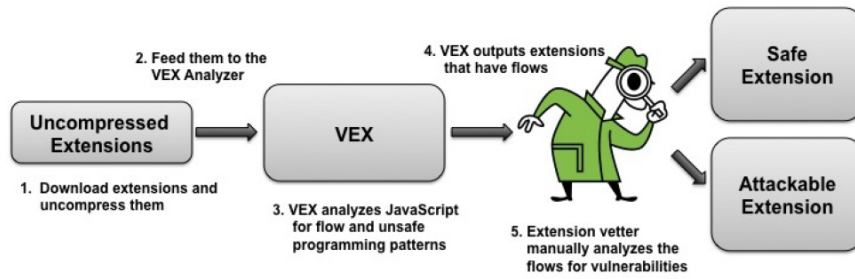 2. Feed them to the
VEX Analyzer
4. VEX outputs extensions
that have flows
Safe
Extension
Uncompressed
Extensions
VEX
1. Download extensions and
uncompress them
3. VEX analyzes JavaScript
for flow and unsafe
programming patterns
5. Extension vetter
manually analyzes the
flows for vulnerabilities
Attackable
Extension